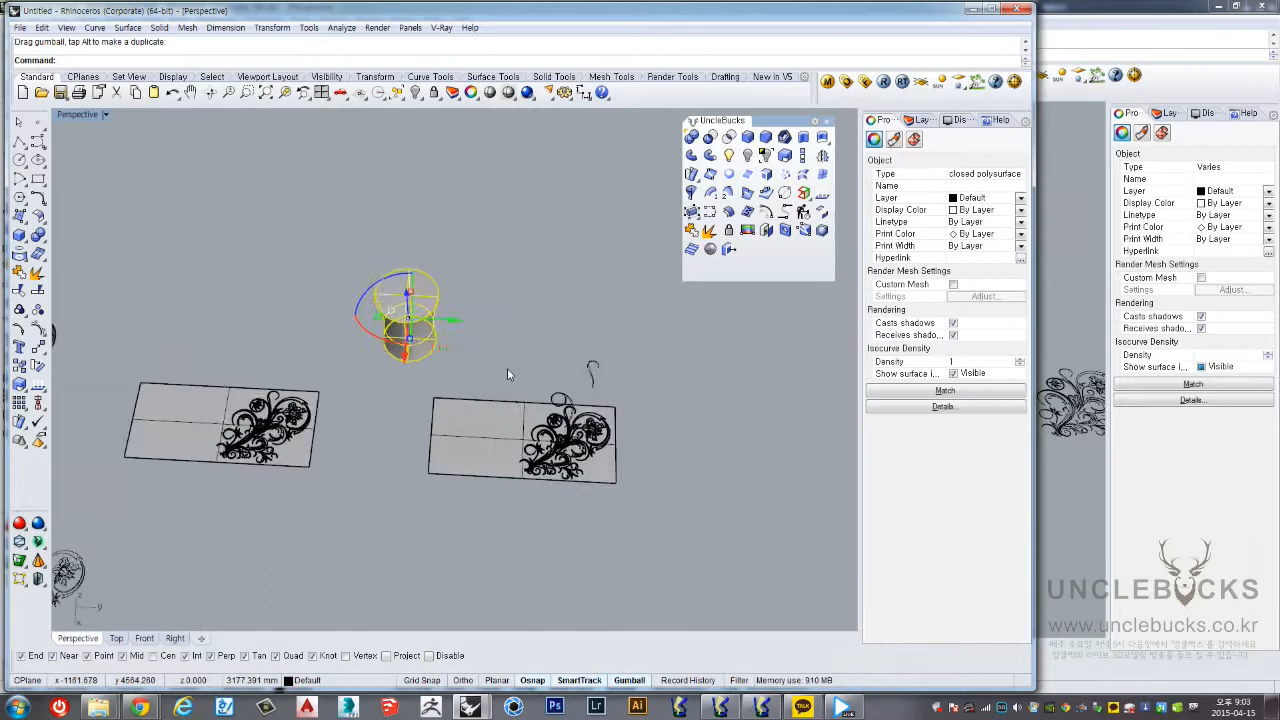 Untitled - Rhinoceros (Corporate) (64-bit) - [Perspective]
File Edit View Curve Surface Solid Mesh Dimension Transform Tools Analyze Render Panels V-Ray Help
Drag gumball, tap Alt to make a duplicate:
Command:
Standard CPlanes Set View Display Select Viewport Layout Transform Curve Tools Surface Tools Solid Tools Mesh Tools Render Tools Drafting
Perspective
UncleBucks
Pro... Lay... Dis... Help
Object
Type closed polysurface
Name
Layer Default
Display Color By Layer
Linetype By Layer
Print Color By Layer
Print Width By Layer
Hyperlink
Render Mesh Settings
Custom Mesh
Settings Adjust...
Rendering
Casts shadows
Receives shado...
Isocurve Density
Density 1
Show surface i... Visible
Match
Details...
Pro Lay... Dis... Help
Object
Type Varies
Name
Layer Default
Display Color By Layer
Linetype By Layer
Print Color By Layer
Print Width By Layer
Hyperlink
Render Mesh Settings
Custom Mesh
Settings Adjust...
Rendering
Casts shadows
Receives shado...
Isocurve Density
Density
Show surface i... Visible
Match
Details...
UNCLEBUCKS
www.unclebucks.co.kr
z
y
x
Perspective Top Front Right
End Near Point Mid Cen Int Perp Tan Quad Knot Disable
CPlane x -1181.678 y 4564.280 z 0.000 3177.391 mm Default Grid Snap Ortho Planar Osnap SmartTrack Gumball Record History Filter Memory use: 910 MB
오후 9:03
2015-04-15